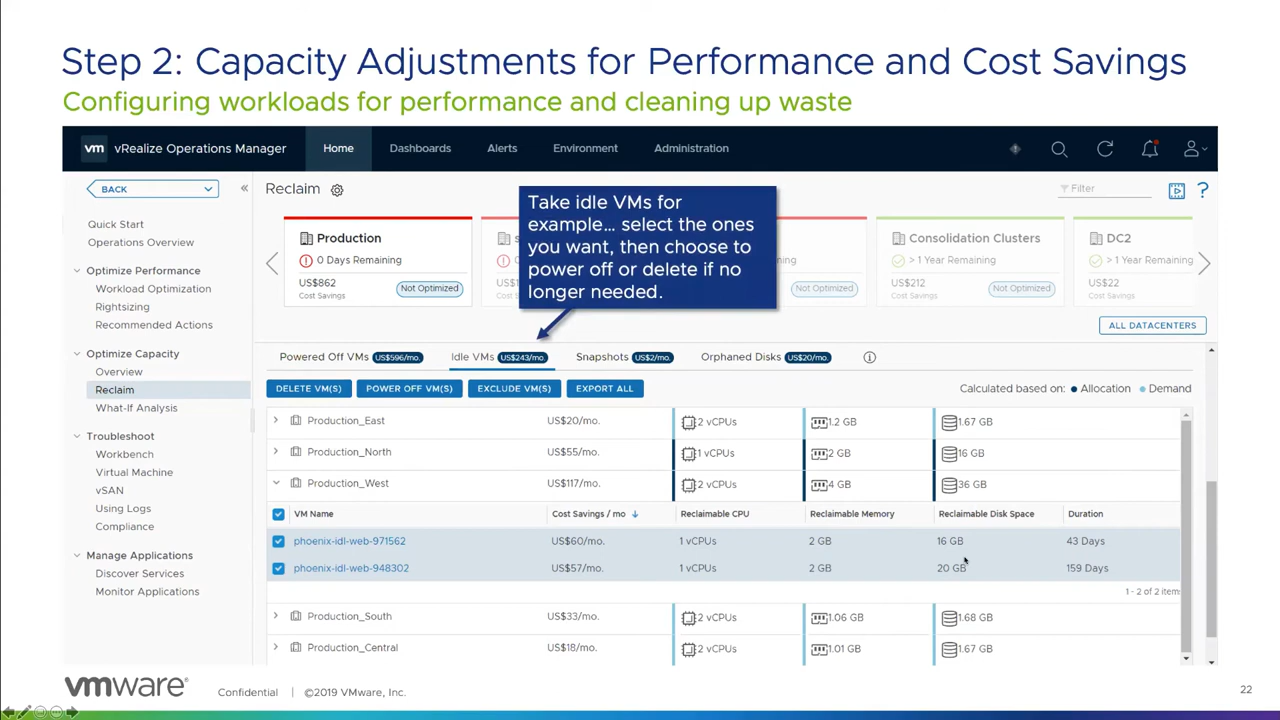 Step 2: Capacity Adjustments for Performance and Cost Savings
Configuring workloads for performance and cleaning up waste
vm vRealize Operations Manager Home Dashboards Alerts Environment Administration
BACK
Reclaim
Filter
?
Take idle VMs for
example… select the ones
you want, then choose to
power off or delete if no
longer needed.
Quick Start
Operations Overview
Optimize Performance
Workload Optimization
Rightsizing
Recommended Actions
Optimize Capacity
Overview
Reclaim
What-If Analysis
Troubleshoot
Workbench
Virtual Machine
vSAN
Using Logs
Compliance
Manage Applications
Discover Services
Monitor Applications
Production
0 Days Remaining
US$862
Cost Savings
Not Optimized
Not Optimized
Consolidation Clusters
> 1 Year Remaining
US$212
Cost Savings
Not Optimized
DC2
> 1 Year Remaining
US$22
Cost Savings
ALL DATACENTERS
Powered Off VMs US$596/mo. Idle VMs US$243/mo. Snapshots US$2/mo. Orphaned Disks US$20/mo.
DELETE VM(S) POWER OFF VM(S) EXCLUDE VM(S) EXPORT ALL Calculated based on: Allocation Demand
Production_East US$20/mo. 2 vCPUs 1.2 GB 1.67 GB
Production_North US$55/mo. 1 vCPUs 2 GB 16 GB
Production_West US$117/mo. 2 vCPUs 4 GB 36 GB
VM Name Cost Savings / mo Reclaimable CPU Reclaimable Memory Reclaimable Disk Space Duration
phoenix-idl-web-971562 US$60/mo. 1 vCPUs 2 GB 16 GB 43 Days
phoenix-idl-web-948302 US$57/mo. 1 vCPUs 2 GB 20 GB 159 Days
1 - 2 of 2 items
Production_South US$33/mo. 2 vCPUs 1.06 GB 1.68 GB
Production_Central US$18/mo. 2 vCPUs 1.01 GB 1.67 GB
vmware® Confidential | ©2019 VMware, Inc. 22